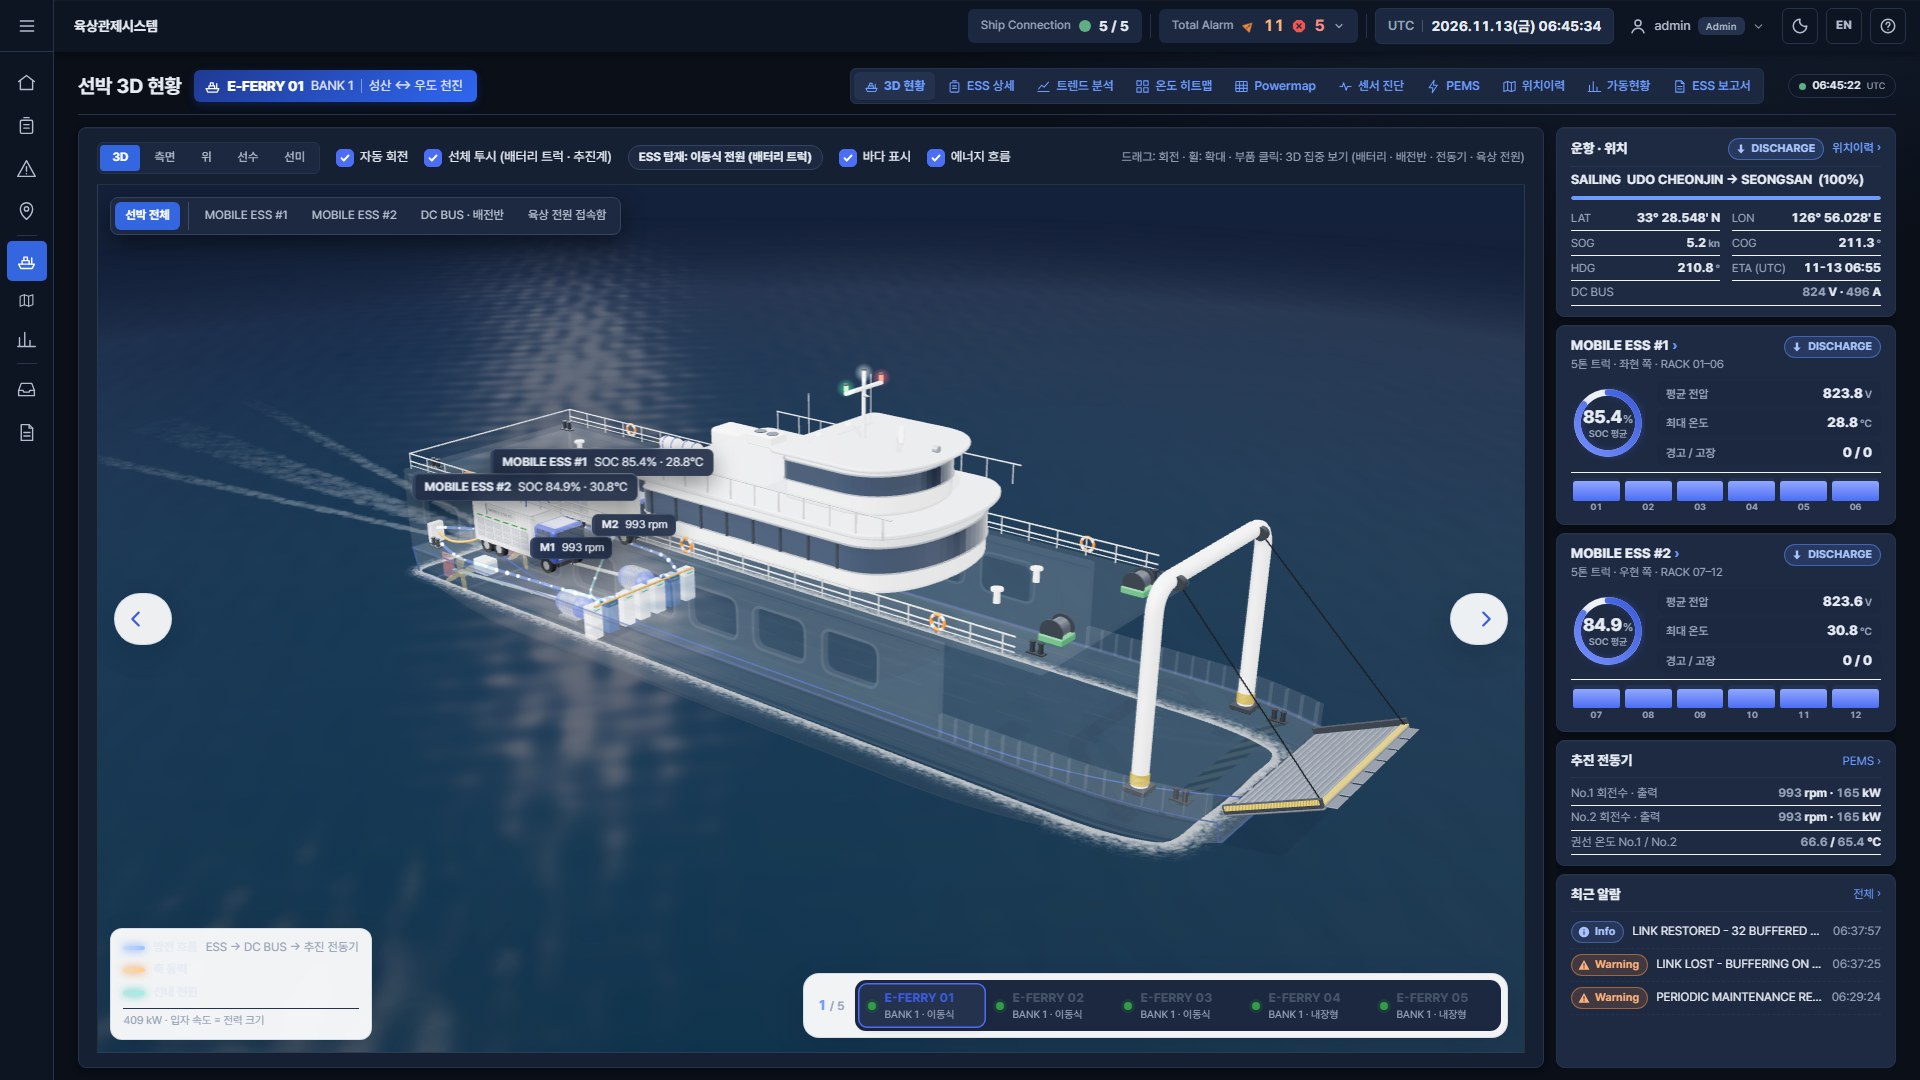 육상관제시스템
Ship Connection 5 / 5
Total Alarm 11 5
UTC 2026.11.13(금) 06:45:34
admin Admin
EN
선박 3D 현황
E-FERRY 01 BANK 1 성산 ↔ 우도 천진
3D 현황
ESS 상세
트렌드 분석
온도 히트맵
Powermap
센서 진단
PEMS
위치이력
가동현황
ESS 보고서
06:45:22 UTC
3D 측면 위 선수 선미
자동 회전
선체 투시 (배터리 트럭 · 추진계)
ESS 탑재: 이동식 전원 (배터리 트럭)
바다 표시
에너지 흐름
드래그: 회전 · 휠: 확대 · 부품 클릭: 3D 집중 보기 (배터리 · 배전반 · 전동기 · 육상 전원)
선박 전체 MOBILE ESS #1 MOBILE ESS #2 DC BUS · 배전반 육상 전원 접속함
MOBILE ESS #1 SOC 85.4% · 28.8°C
MOBILE ESS #2 SOC 84.9% · 30.8°C
M2 993 rpm
M1 993 rpm
ESS → DC BUS → 추진 전동기
409 kW · 입자 속도 = 전력 크기
1 / 5
E-FERRY 01
BANK 1 · 이동식
E-FERRY 02
BANK 1 · 이동식
E-FERRY 03
BANK 1 · 이동식
E-FERRY 04
BANK 1 · 내장형
E-FERRY 05
BANK 1 · 내장형
운항 · 위치 DISCHARGE 위치이력 ›
SAILING UDO CHEONJIN → SEONGSAN (100%)
LAT 33° 28.548' N LON 126° 56.028' E
SOG 5.2 kn COG 211.3 °
HDG 210.8 ° ETA (UTC) 11-13 06:55
DC BUS 824 V · 496 A
MOBILE ESS #1 › DISCHARGE
5톤 트럭 · 좌현 쪽 · RACK 01–06
85.4%
SOC 평균
평균 전압 823.8 V
최대 온도 28.8 °C
경고 / 고장 0 / 0
01 02 03 04 05 06
MOBILE ESS #2 › DISCHARGE
5톤 트럭 · 우현 쪽 · RACK 07–12
84.9%
SOC 평균
평균 전압 823.6 V
최대 온도 30.8 °C
경고 / 고장 0 / 0
07 08 09 10 11 12
추진 전동기 PEMS ›
No.1 회전수 · 출력 993 rpm · 165 kW
No.2 회전수 · 출력 993 rpm · 165 kW
권선 온도 No.1 / No.2 66.6 / 65.4 °C
최근 알람 전체 ›
Info LINK RESTORED - 32 BUFFERED ... 06:37:57
Warning LINK LOST - BUFFERING ON ... 06:37:25
Warning PERIODIC MAINTENANCE RE... 06:29:24